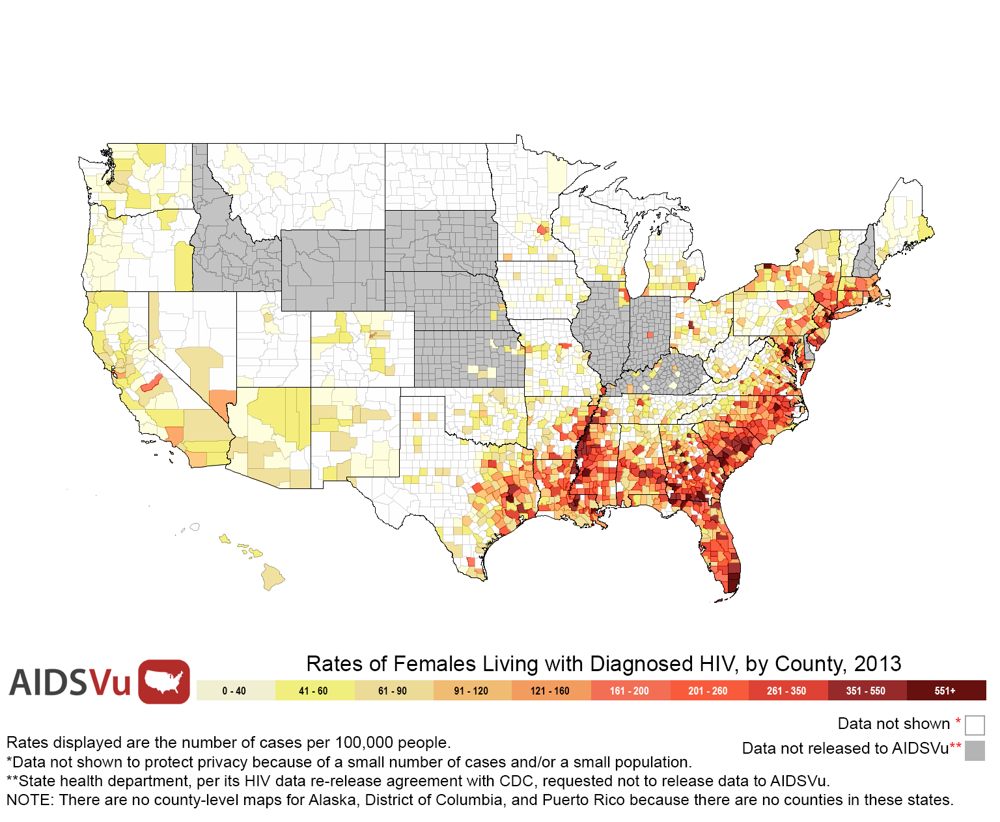 AIDSVu
Rates of Females Living with Diagnosed HIV, by County, 2013
0 - 40 41 - 60 61 - 90 91 - 120 121 - 160 161 - 200 201 - 260 261 - 350 351 - 550 551+
Data not shown *
Data not released to AIDSVu**
Rates displayed are the number of cases per 100,000 people.
*Data not shown to protect privacy because of a small number of cases and/or a small population.
**State health department, per its HIV data re-release agreement with CDC, requested not to release data to AIDSVu.
NOTE: There are no county-level maps for Alaska, District of Columbia, and Puerto Rico because there are no counties in these states.